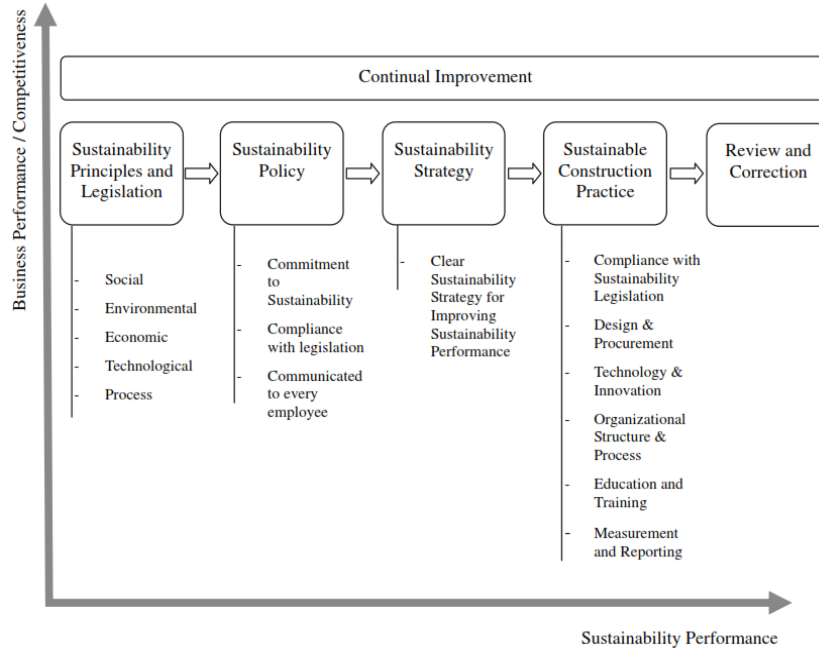 Business Performance / Competitiveness
Continual Improvement
Sustainability
Principles and
Legislation
Sustainability
Policy
Sustainability
Strategy
Sustainable
Construction
Practice
Review and
Correction
- Social
- Environmental
- Economic
- Technological
- Process
- Commitment
to
Sustainability
- Compliance
with legislation
- Communicated
to every
employee
- Clear
Sustainability
Strategy for
Improving
Sustainability
Performance
- Compliance with
Sustainability
Legislation
- Design &
Procurement
- Technology &
Innovation
- Organizational
Structure &
Process
- Education and
Training
- Measurement
and Reporting
Sustainability Performance